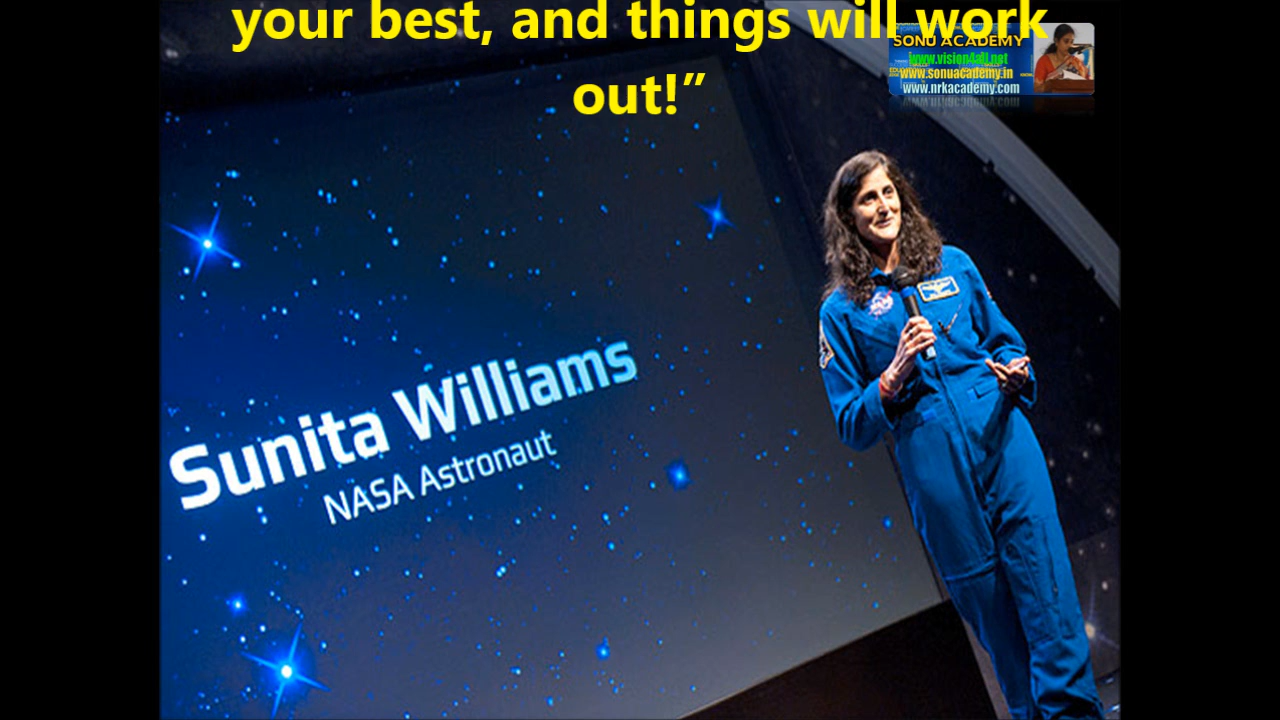 your best, and things will work
out!”
SONU ACADEMY
www.vision4all.net
www.sonuacademy.in
www.nrkacademy.com
Sunita Williams
NASA Astronaut